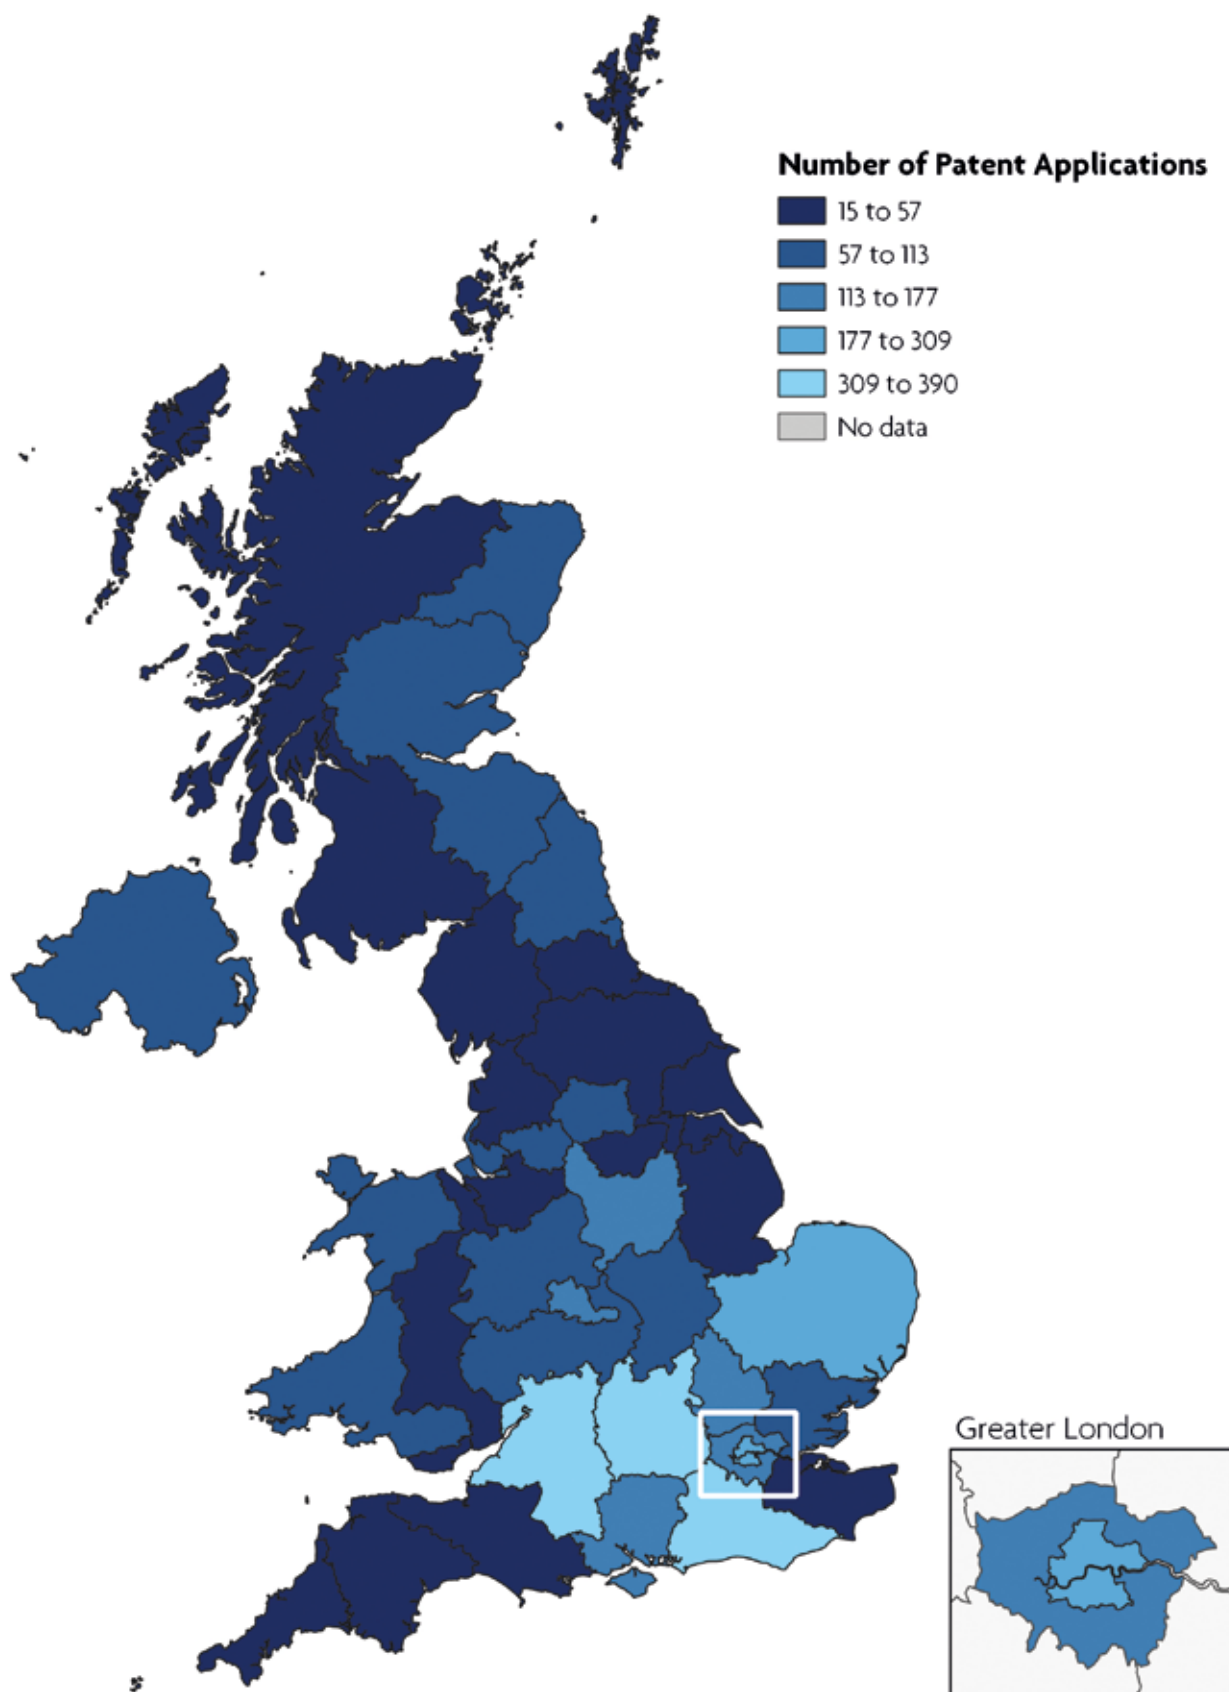 Number of Patent Applications
15 to 57
57 to 113
113 to 177
177 to 309
309 to 390
No data
Greater London